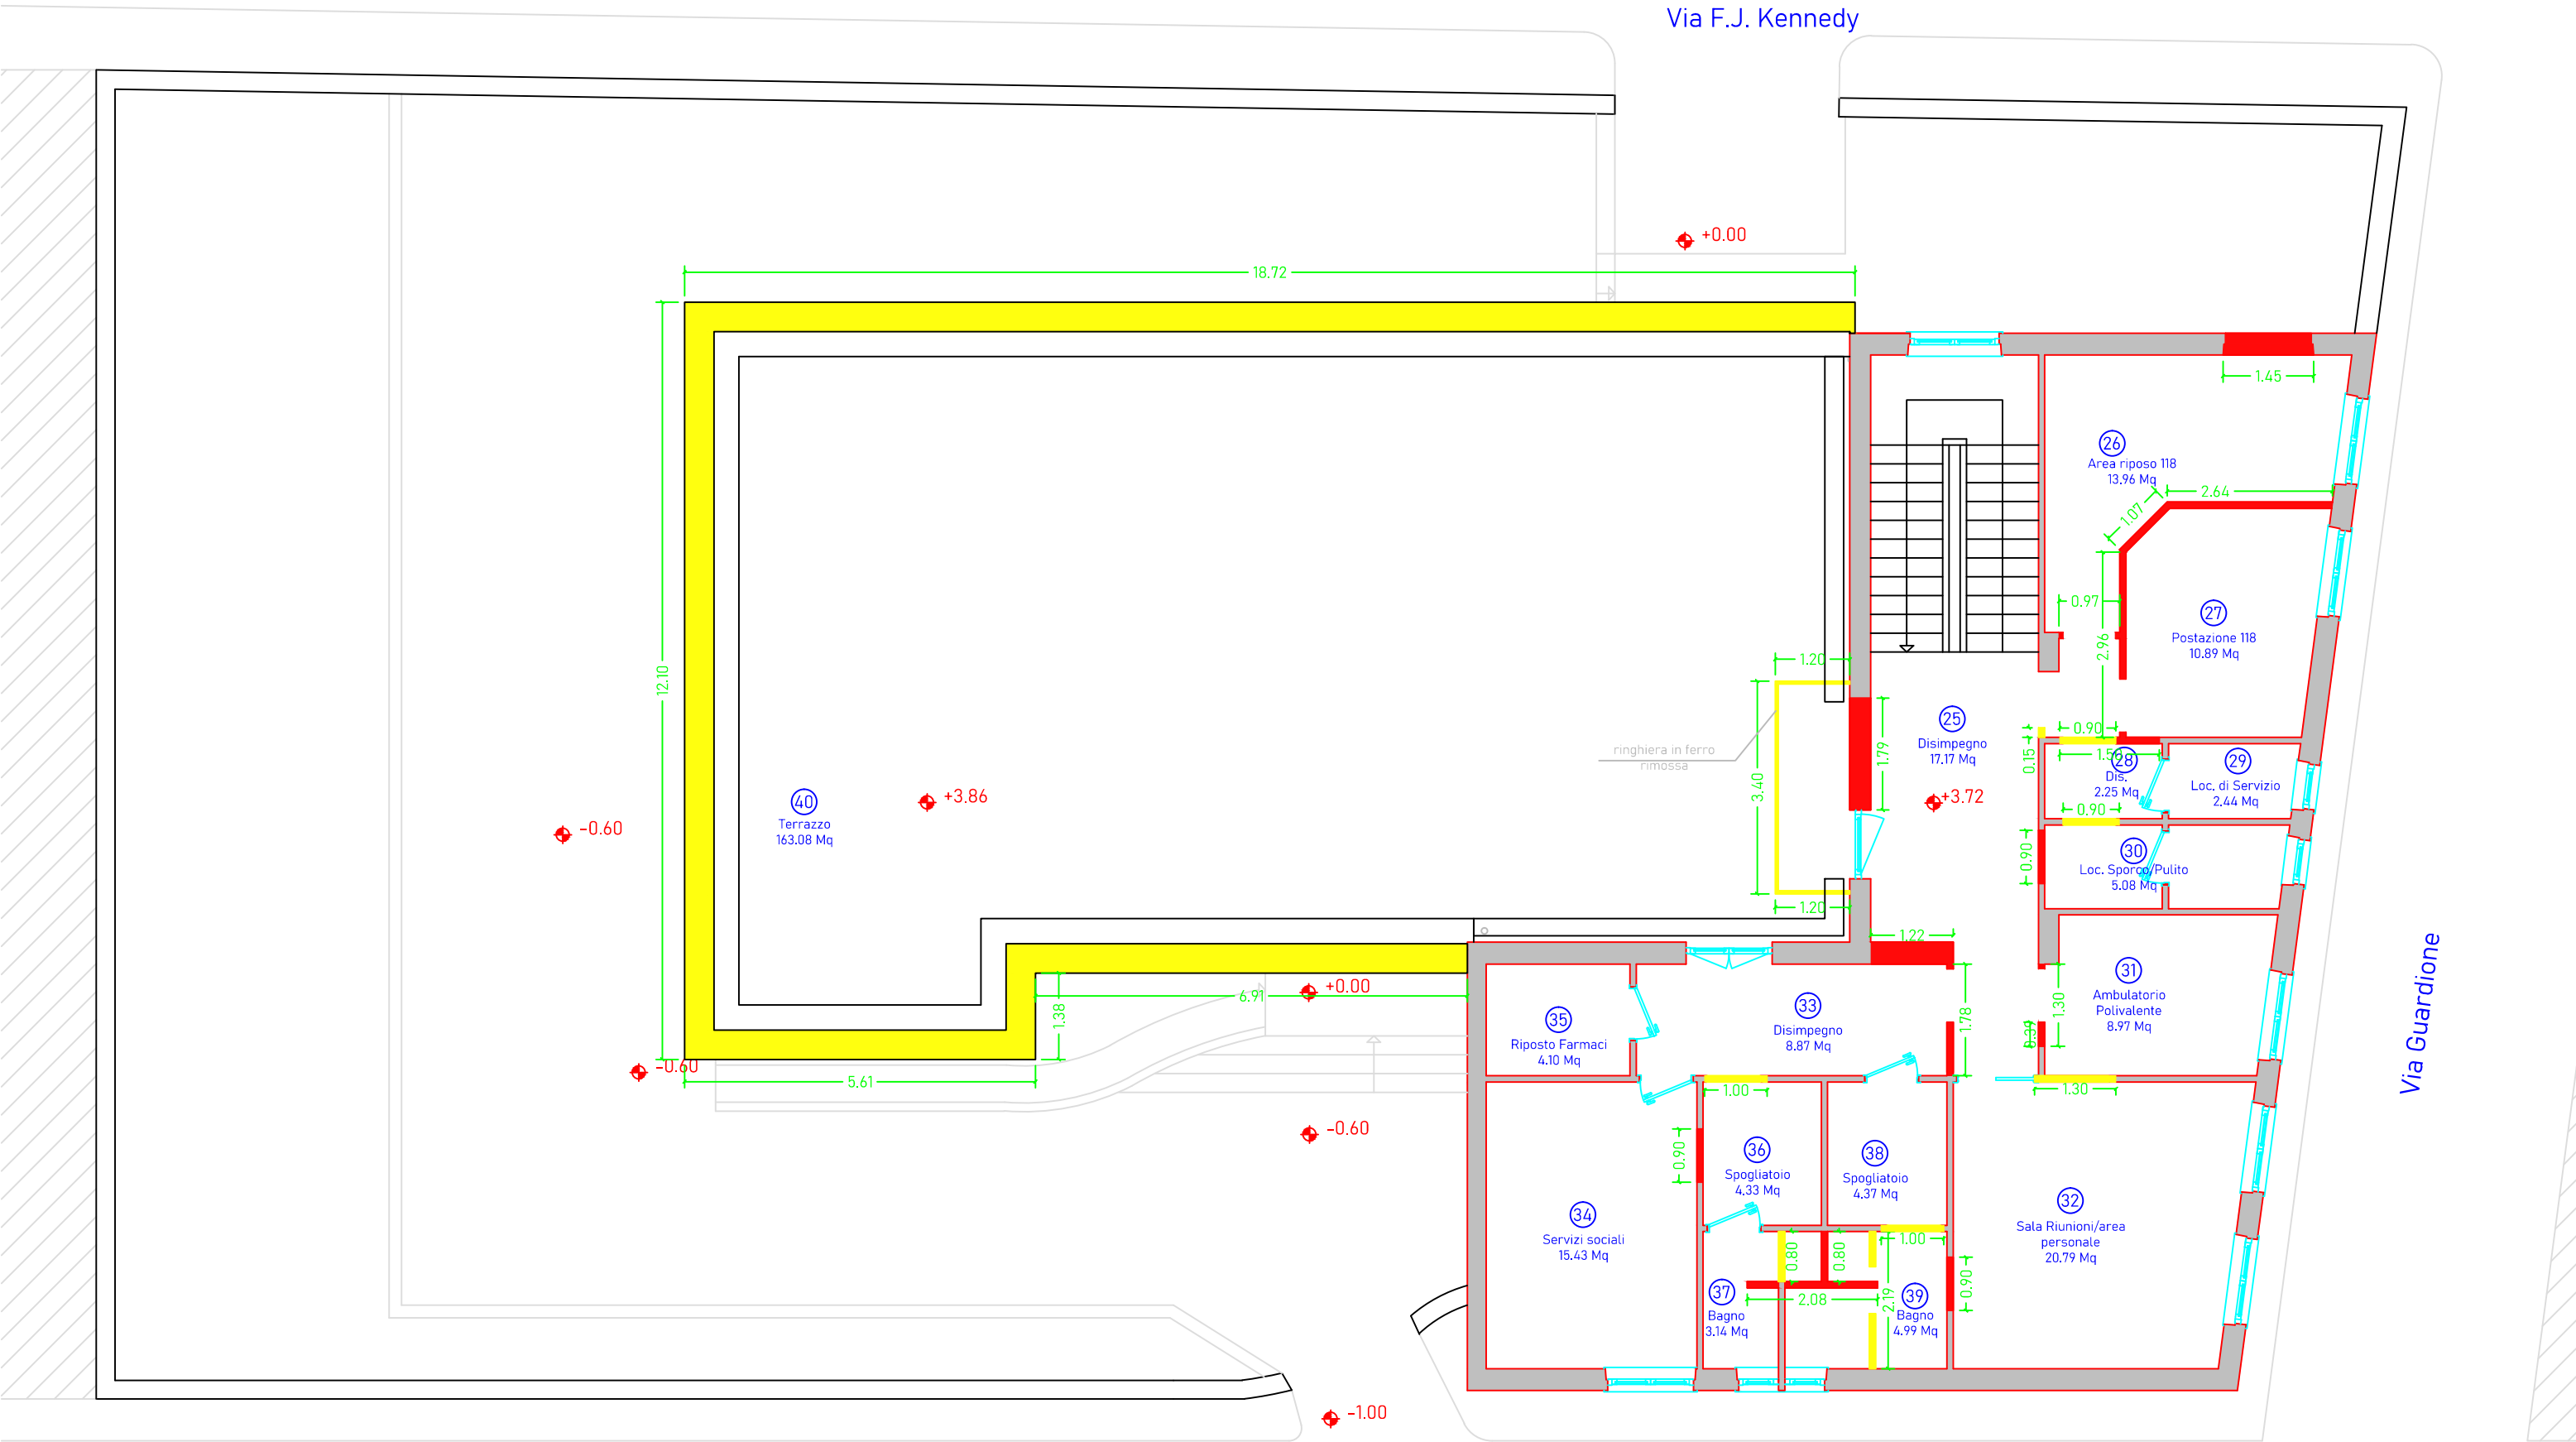 Via F.J. Kennedy
+0.00
18.72
1.45
26
Area riposo 118
13.96 Mq
2.64
1.07
0.97
27
Postazione 118
10.89 Mq
2.96
12.10
1.20
3.40
ringhiera in ferro
rimossa
1.79
25
Disimpegno
17.17 Mq
+3.72
0.15
0.90
1.50
28
Dis.
2.25 Mq
0.90
29
Loc. di Servizio
2.44 Mq
40
Terrazzo
163.08 Mq
+3.86
-0.60
0.90
30
Loc. Sporco/Pulito
5.08 Mq
1.20
1.22
31
Ambulatorio
Polivalente
8.97 Mq
1.30
0.39
1.78
33
Disimpegno
8.87 Mq
35
Riposto Farmaci
4.10 Mq
+0.00
6.91
1.38
-0.60
5.61
1.00
1.30
-0.60
0.90
36
Spogliatoio
4.33 Mq
38
Spogliatoio
4.37 Mq
34
Servizi sociali
15.43 Mq
32
Sala Riunioni/area
personale
20.79 Mq
0.80
0.80
1.00
2.19
0.90
2.08
37
Bagno
3.14 Mq
39
Bagno
4.99 Mq
-1.00
Via Guardione